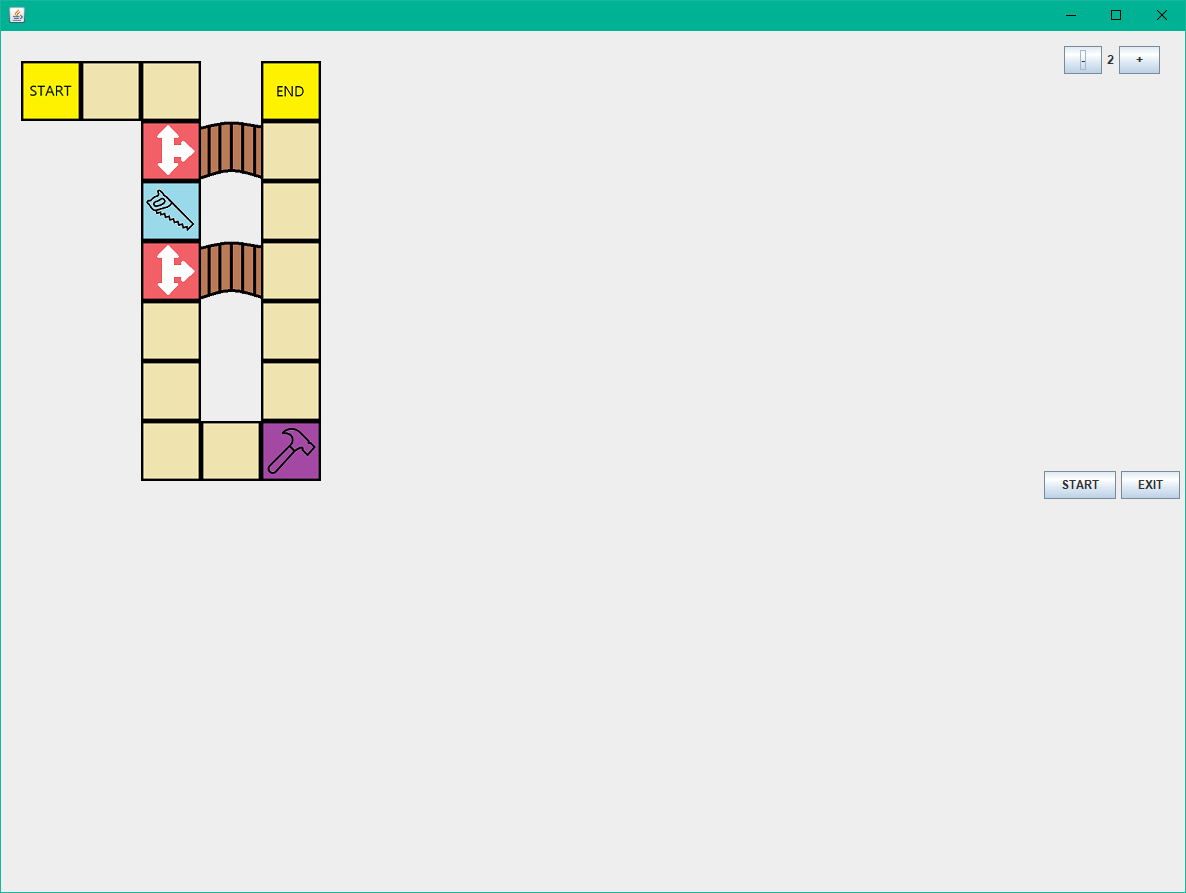 - 2 +
START
END
START EXIT